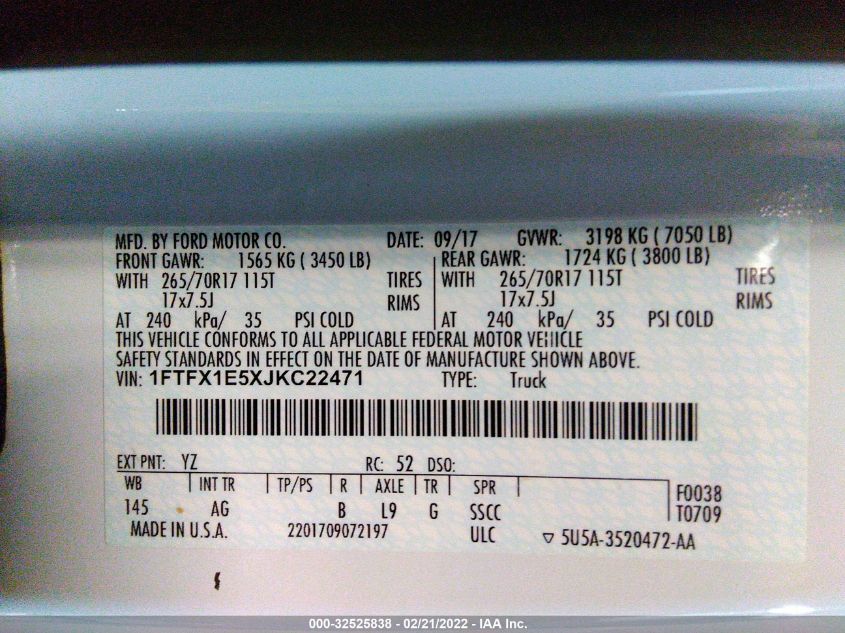 MFD. BY FORD MOTOR CO. DATE: 09/17 GVWR: 3198 KG ( 7050 LB)
FRONT GAWR: 1565 KG ( 3450 LB) REAR GAWR: 1724 KG ( 3800 LB)
WITH 265/70R17 115T TIRES WITH 265/70R17 115T TIRES
17x7.5J RIMS 17x7.5J RIMS
AT 240 kPa/ 35 PSI COLD AT 240 kPa/ 35 PSI COLD
THIS VEHICLE CONFORMS TO ALL APPLICABLE FEDERAL MOTOR VEHICLE
SAFETY STANDARDS IN EFFECT ON THE DATE OF MANUFACTURE SHOWN ABOVE.
VIN: 1FTFX1E5XJKC22471 TYPE: Truck
EXT PNT: YZ RC: 52 DSO:
WB INT TR TP/PS R AXLE TR SPR F0038
145 AG B L9 G SSCC T0709
MADE IN U.S.A. 2201709072197 ULC ▽ 5U5A-3520472-AA
000-32525838 - 02/21/2022 - IAA Inc.